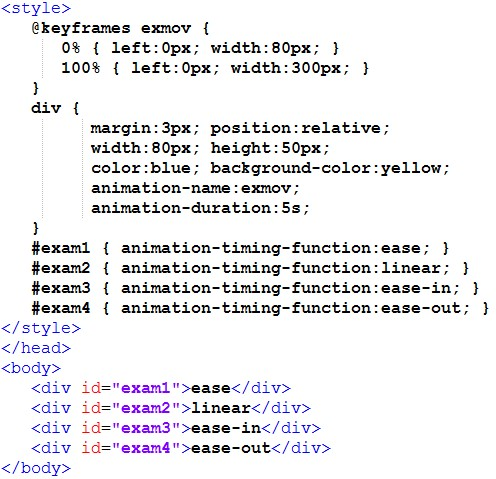 <style>
@keyframes exmov {
0% { left:0px; width:80px; }
100% { left:0px; width:300px; }
}
div {
margin:3px; position:relative;
width:80px; height:50px;
color:blue; background-color:yellow;
animation-name:exmov;
animation-duration:5s;
}
#exam1 { animation-timing-function:ease; }
#exam2 { animation-timing-function:linear; }
#exam3 { animation-timing-function:ease-in; }
#exam4 { animation-timing-function:ease-out; }
</style>
</head>
<body>
<div id="exam1">ease</div>
<div id="exam2">linear</div>
<div id="exam3">ease-in</div>
<div id="exam4">ease-out</div>
</body>